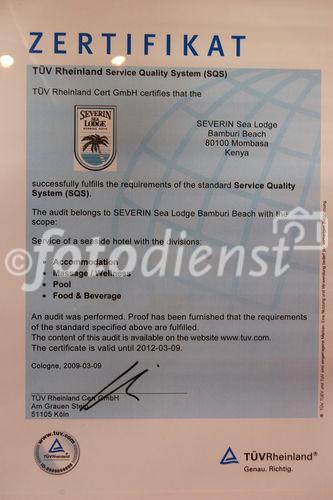 ZERTIFIKAT
TÜV Rheinland Service Quality System (SQS)
TÜV Rheinland Cert GmbH certifies that the
SEVERIN
SEA
LODGE
SEVERIN Sea Lodge
Bamburi Beach
80100 Mombasa
Kenya
successfully fulfills the requirements of the standard Service Quality
System (SQS).
The audit belongs to SEVERIN Sea Lodge Bamburi Beach with the
scope:
Service of a seaside hotel with the divisions:
• Accommodation
• Massage / Wellness
• Pool
• Food & Beverage
©fotodienst
An audit was performed. Proof has been furnished that the requirements
of the standard specified above are fulfilled.
The content of this audit is available on the website www.tuv.com.
The certificate is valid until 2012-03-09.
Cologne, 2009-03-09
TÜV Rheinland Cert GmbH
Am Grauen Stein
51105 Köln
www.tuv.com
TÜVRheinland
TÜVRheinland®
Genau. Richtig.